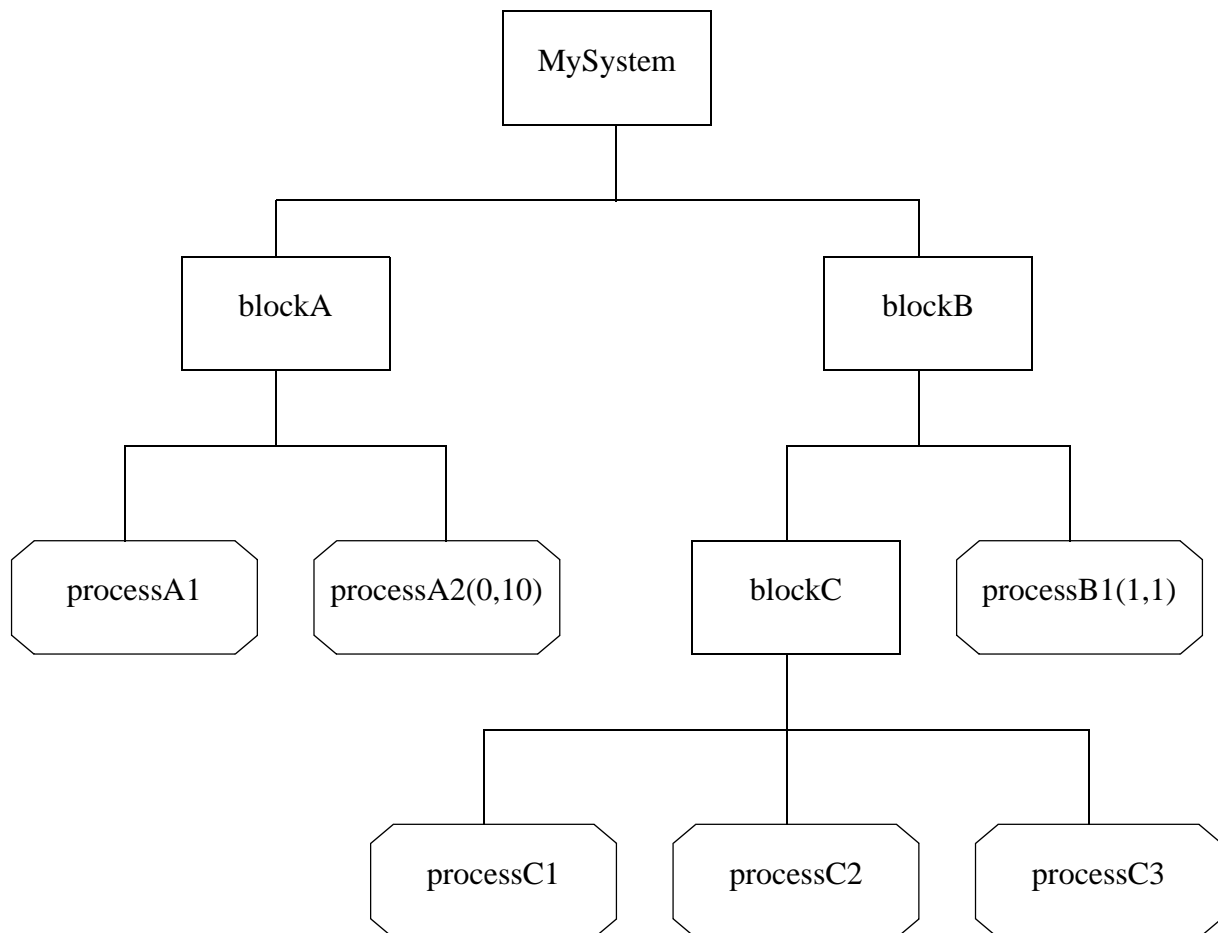 MySystem
blockA
blockB
processA1
processA2(0,10)
blockC
processB1(1,1)
processC1
processC2
processC3